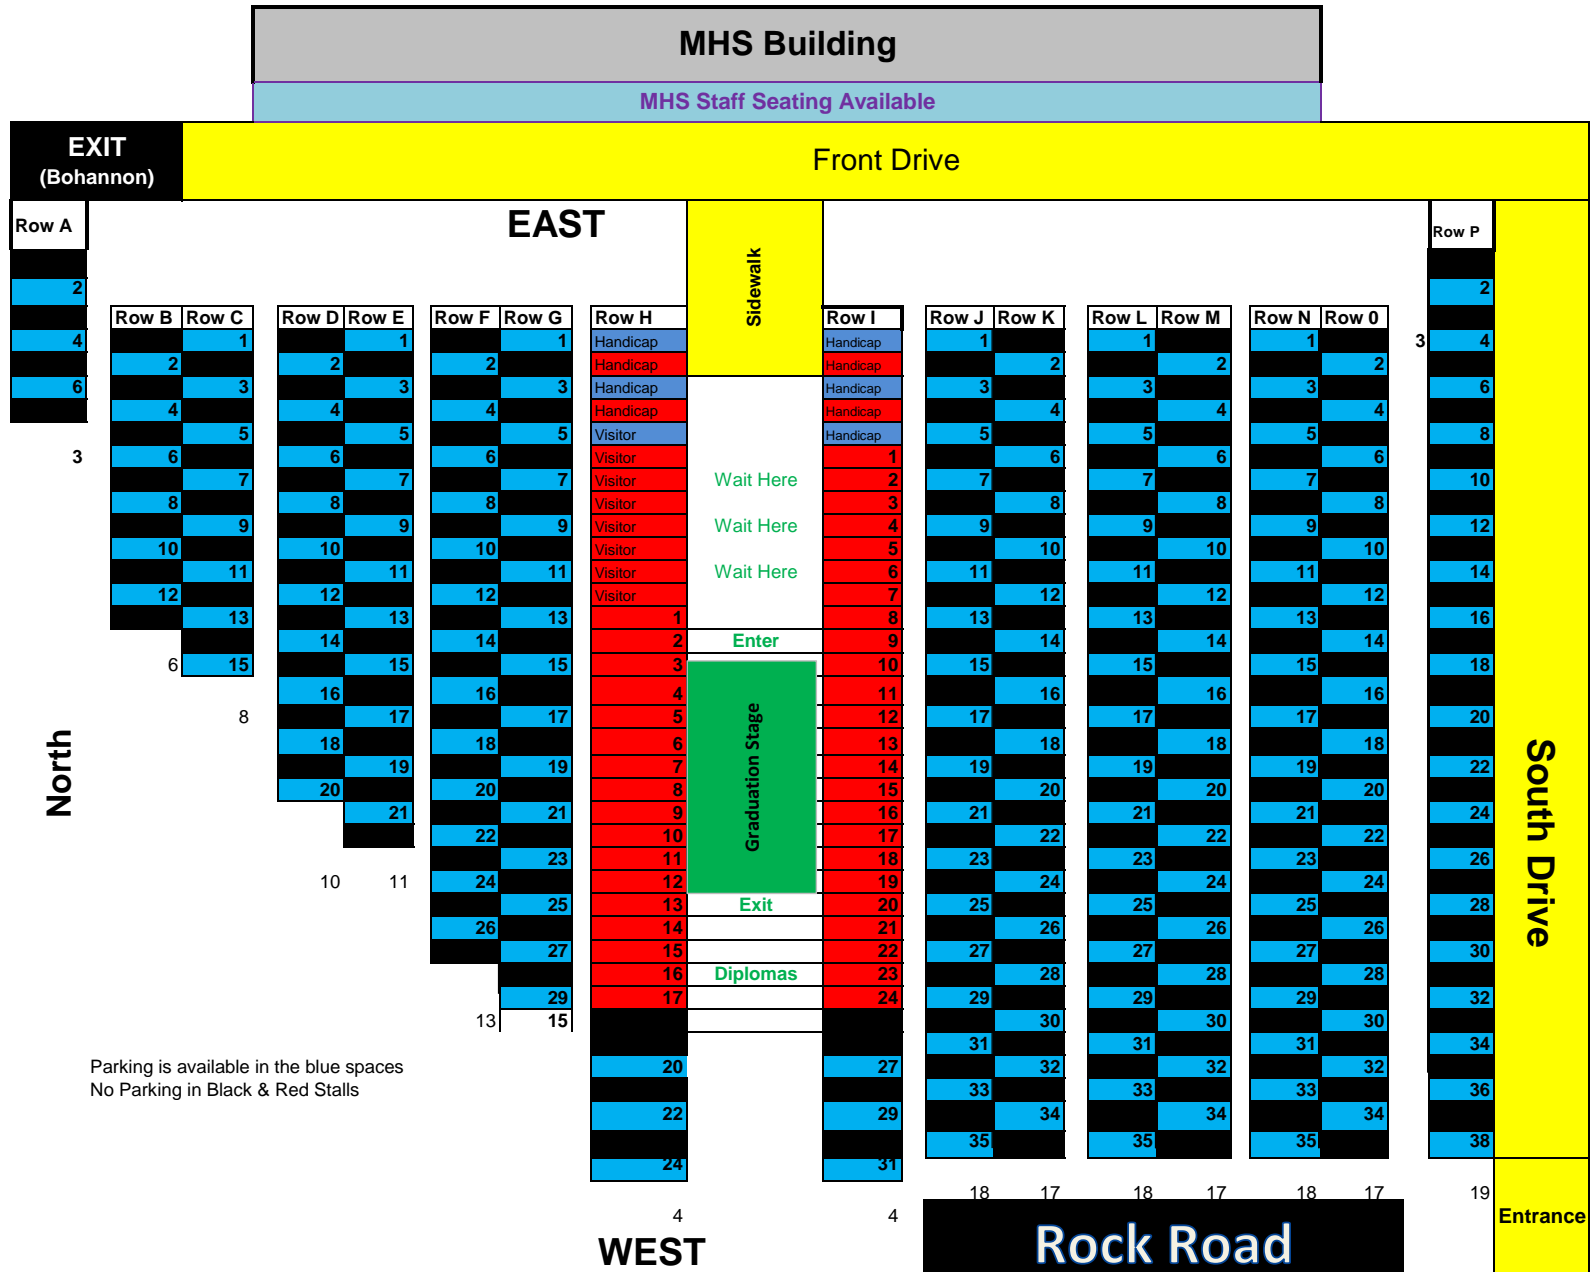 MHS Building
MHS Staff Seating Available
EXIT
(Bohannon)
Front Drive
Row A
EAST
Sidewalk
Row P
2
2
Row B Row C Row D Row E Row F Row G Row H Row I Row J Row K Row L Row M Row N Row 0
4 1 1 1 Handicap Handicap 1 1 1 3 4
2 2 2 Handicap Handicap 2 2 2
6 3 3 3 Handicap Handicap 3 3 3 6
4 4 4 Handicap Handicap 4 4 4
5 5 5 Visitor Handicap 5 5 5 8
3 6 6 6 Visitor 1 6 6 6
7 7 7 Visitor Wait Here 2 7 7 7 10
8 8 8 Visitor 3 8 8 8
9 9 9 Visitor Wait Here 4 9 9 9 12
10 10 10 Visitor 5 10 10 10
11 11 11 Visitor Wait Here 6 11 11 11 14
12 12 12 Visitor 7 12 12 12
13 13 13 1 8 13 13 13 16
14 14 2 Enter 9 14 14 14
6 15 15 15 3 10 15 15 15 18
16 16 4 11 16 16 16
8 17 17 5 12 17 17 17 20
18 18 6 13 18 18 18
19 19 7 14 19 19 19 22
20 20 8 15 20 20 20
21 21 9 16 21 21 21 24
22 10 17 22 22 22
23 11 18 23 23 23 26
10 11 24 12 19 24 24 24
25 13 Exit 20 25 25 25 28
26 14 21 26 26 26
27 15 22 27 27 27 30
16 Diplomas 23 28 28 28
29 17 24 29 29 29 32
13 15 30 30 30
31 31 31 34
20 27 32 32 32
33 33 33 36
22 29 34 34 34
35 35 35 38
24 31
18 17 18 17 18 17 19
4 4
North
Graduation Stage
South Drive
Parking is available in the blue spaces
No Parking in Black & Red Stalls
Entrance
WEST
Rock Road